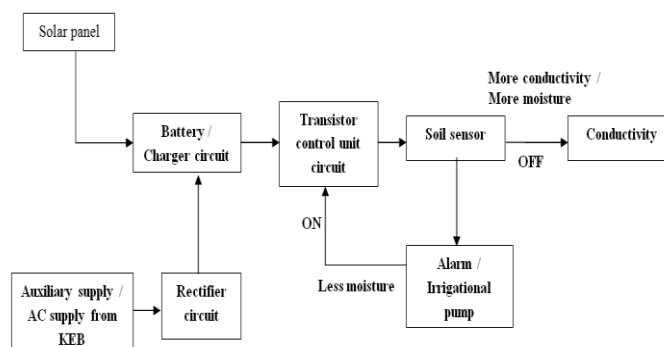 Solar panel
More conductivity /
More moisture
Battery /
Charger circuit
Transistor
control unit
circuit
Soil sensor
Conductivity
OFF
ON
Less moisture
Alarm /
Irrigational
pump
Auxiliary supply /
AC supply from
KEB
Rectifier
circuit